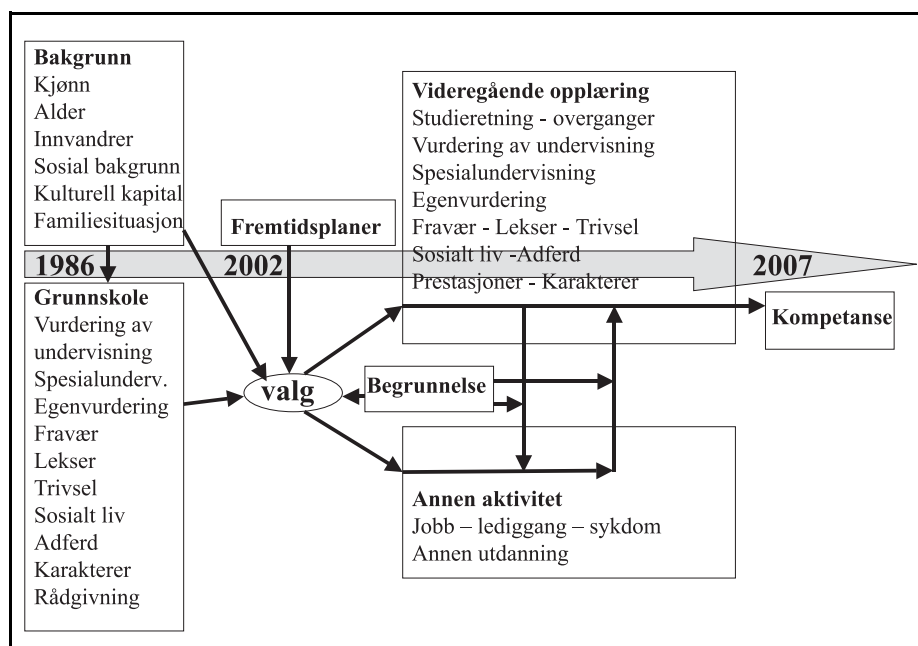 Bakgrunn
Kjønn
Alder
Innvandrer
Sosial bakgrunn
Kulturell kapital
Familiesituasjon
Fremtidsplaner
Videregående opplæring
Studieretning - overganger
Vurdering av undervisning
Spesialundervisning
Egenvurdering
Fravær - Lekser - Trivsel
Sosialt liv -Adferd
Prestasjoner - Karakterer
1986
2002
2007
Grunnskole
Vurdering av
undervisning
Spesialunderv.
Egenvurdering
Fravær
Lekser
Trivsel
Sosialt liv
Adferd
Karakterer
Rådgivning
valg
Begrunnelse
Kompetanse
Annen aktivitet
Jobb – lediggang – sykdom
Annen utdanning